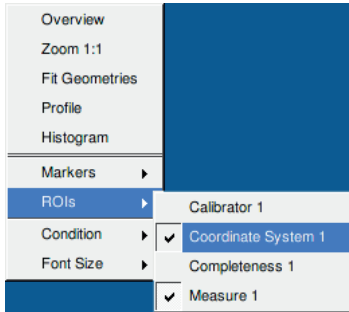 Overview
Zoom 1:1
Fit Geometries
Profile
Histogram
Markers
ROIs
Condition
Font Size
Calibrator 1
Coordinate System 1
Completeness 1
Measure 1